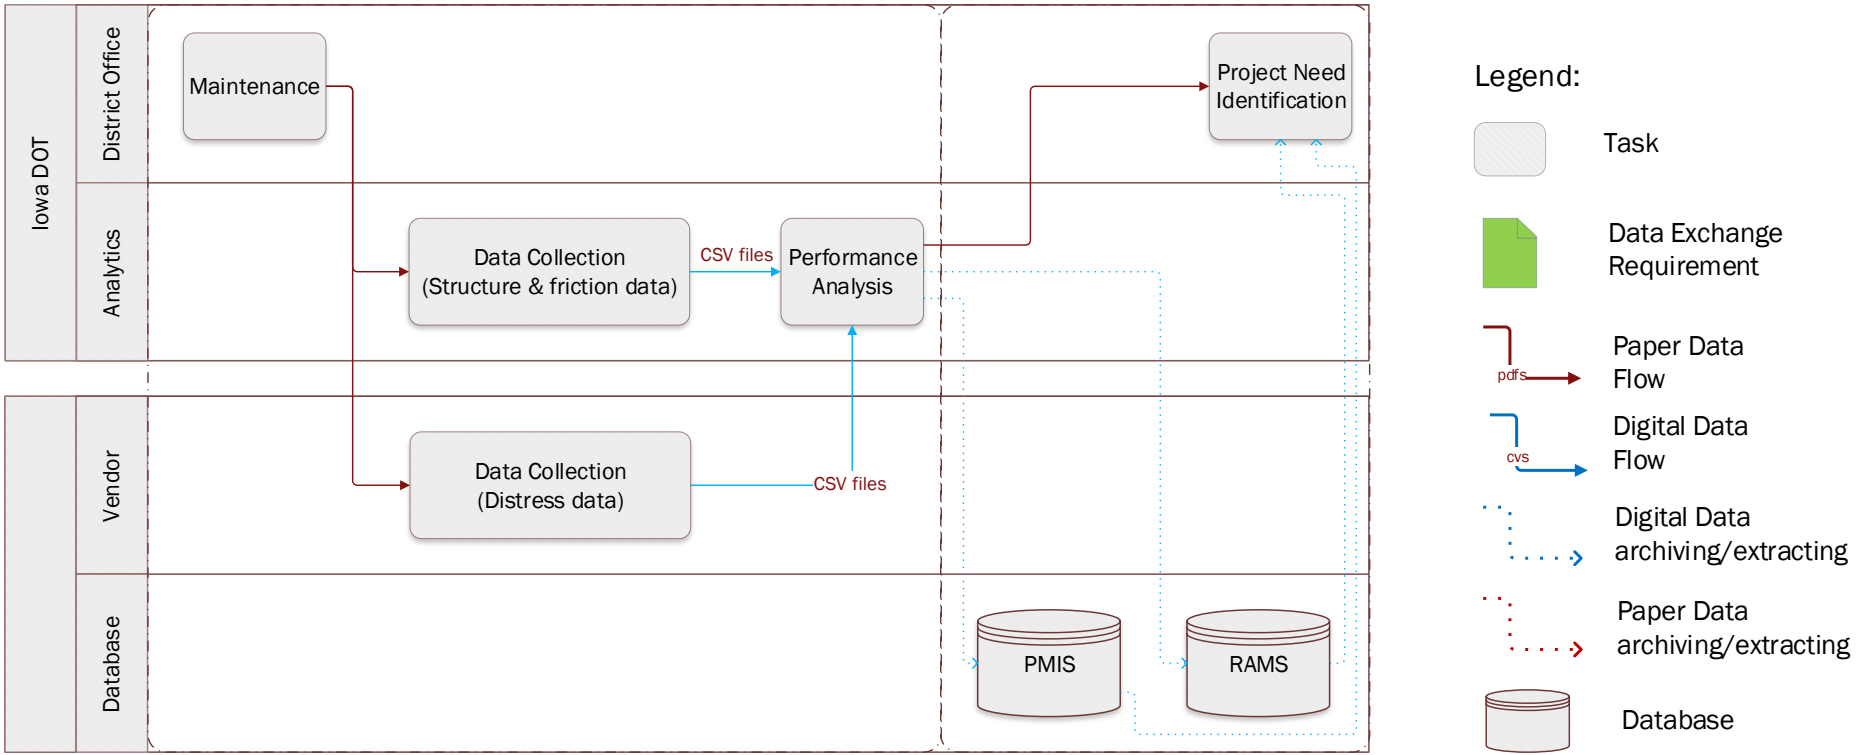 Iowa DOT
District Office
Maintenance
Project Need
Identification
Analytics
Data Collection
(Structure & friction data)
CSV files
Performance
Analysis
Vendor
Data Collection
(Distress data)
CSV files
Database
PMIS
RAMS
Legend:
Task
Data Exchange
Requirement
pdfs
Paper Data
Flow
cvs
Digital Data
Flow
Digital Data
archiving/extracting
Paper Data
archiving/extracting
Database